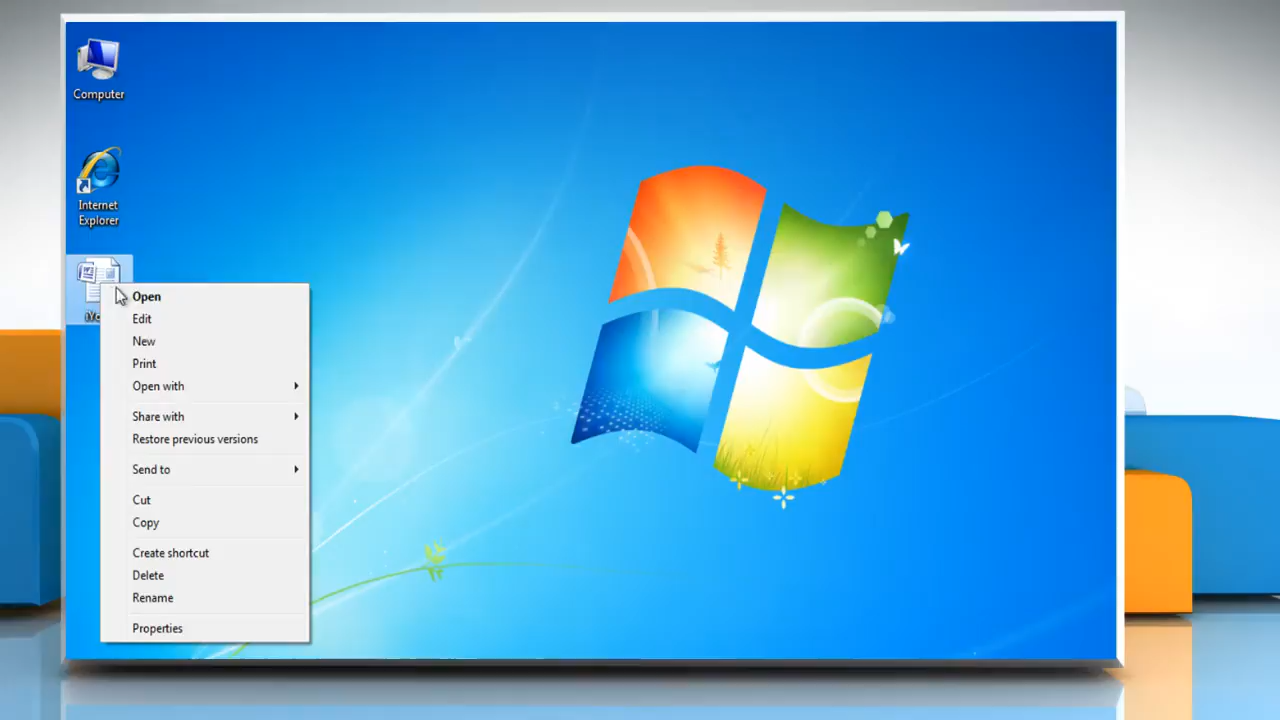 Computer
Internet
Explorer
Open
Edit
New
Print
Open with
Share with
Restore previous versions
Send to
Cut
Copy
Create shortcut
Delete
Rename
Properties